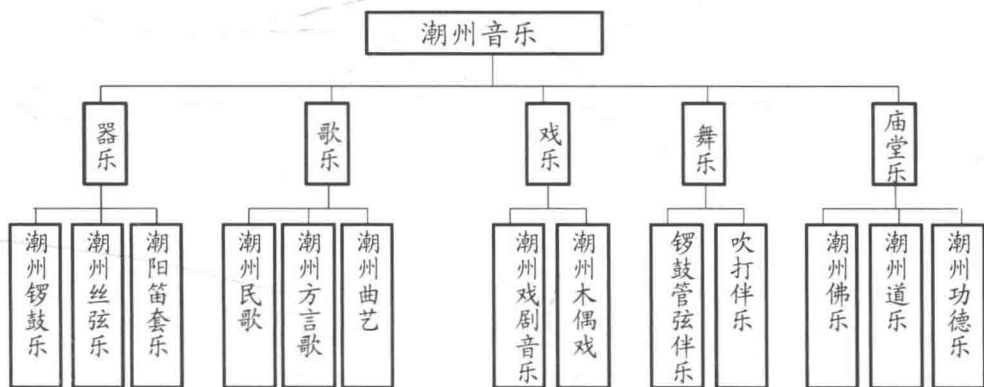 潮州音乐
器乐
歌乐
戏乐
舞乐
庙堂乐
潮州锣鼓乐
潮州丝弦乐
潮阳笛套乐
潮州民歌
潮州方言歌
潮州曲艺
潮州戏剧音乐
潮州木偶戏
锣鼓管弦伴乐
吹打伴乐
潮州佛乐
潮州道乐
潮州功德乐